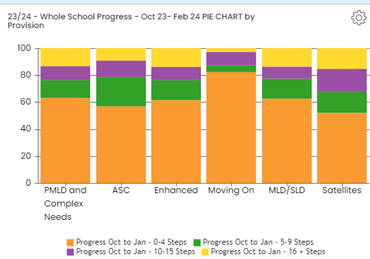 23/24 - Whole School Progress - Oct 23- Feb 24 PIE CHART by
Provision
100
80
60
40
20
0
PMLD and
Complex
Needs
ASC
Enhanced
Moving On
MLD/SLD
Satellites
Progress Oct to Jan - 0-4 Steps
Progress Oct to Jan - 5-9 Steps
Progress Oct to Jan - 10-15 Steps
Progress Oct to Jan - 16 + Steps